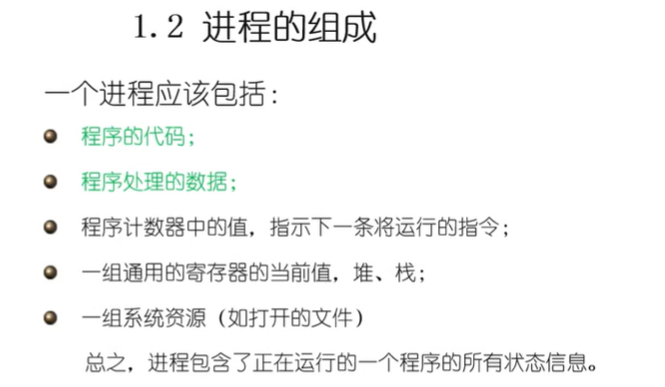 1.2 进程的组成
一个进程应该包括:
程序的代码;
程序处理的数据;
程序计数器中的值，指示下一条将运行的指令;
一组通用的寄存器的当前值，堆、栈;
一组系统资源（如打开的文件）
总之，进程包含了正在运行的一个程序的所有状态信息。